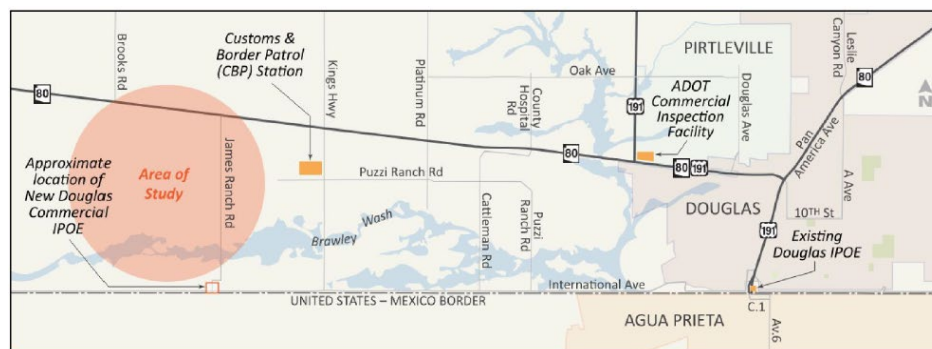 Brooks Rd
Customs &
Border Patrol
(CBP) Station
Kings Hwy
Platinum Rd
Oak Ave
County
Hospital
Rd
PIRTLEVILLE
Leslie
Canyon Rd
80
80
N
191
ADOT
Commercial
Inspection
Facility
Douglas Ave
Pan
America Ave
Approximate
location of
New Douglas
Commercial
IPOE
Area of
Study
James Ranch Rd
Puzzi Ranch Rd
80
80
191
A Ave
DOUGLAS
10TH St
Brawley
Wash
Cattleman Rd
Puzzi
Ranch Rd
191
Existing
Douglas IPOE
International Ave
UNITED STATES – MEXICO BORDER
C.1
AGUA PRIETA
Av.6